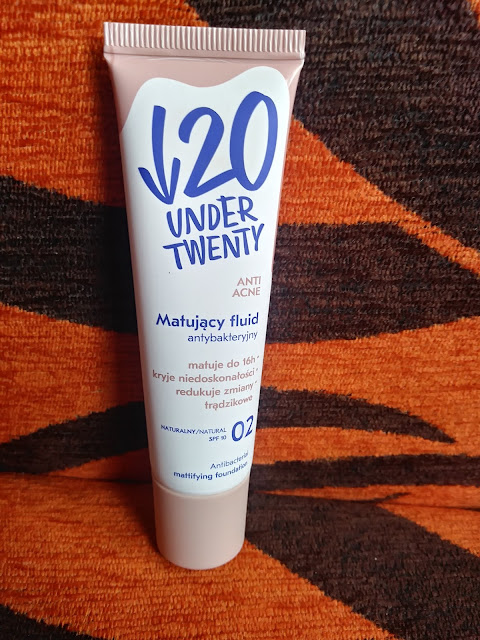 ↓20
UNDER
TWENTY
ANTI
ACNE
Matujący fluid
antybakteryjny
matuje do 16h
kryje niedoskonałości
redukuje zmiany
trądzikowe
NATURALNY/NATURAL
SPF 10
02
Antibacterial
mattifying foundation